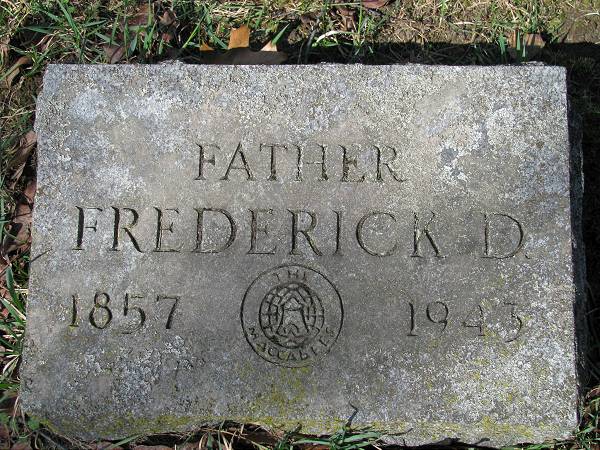 FATHER
FREDERICK D.
1857 THE MACCABEES 1943